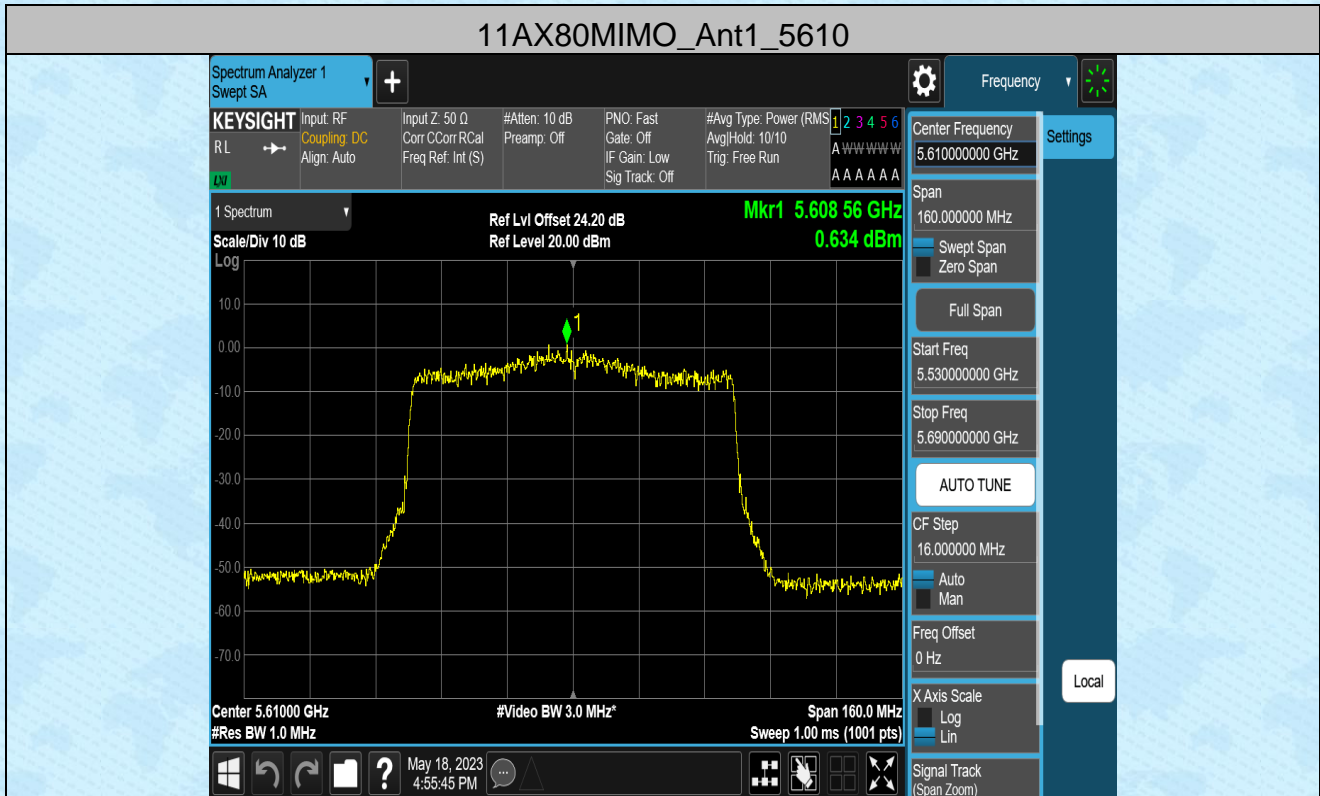 11AX80MIMO_Ant1_5610
Spectrum Analyzer 1
Swept SA
+
Frequency
KEYSIGHT
RL
LXI
Input: RF
Coupling: DC
Align: Auto
Input Z: 50 Ω
Corr CCorr RCal
Freq Ref: Int (S)
#Atten: 10 dB
Preamp: Off
PNO: Fast
Gate: Off
IF Gain: Low
Sig Track: Off
#Avg Type: Power (RMS
Avg|Hold: 10/10
Trig: Free Run
1 2 3 4 5 6
A W W W W W
A A A A A A
1 Spectrum
Scale/Div 10 dB
Log
Ref Lvl Offset 24.20 dB
Ref Level 20.00 dBm
Mkr1 5.608 56 GHz
0.634 dBm
10.0
1
0.00
-10.0
-20.0
-30.0
-40.0
-50.0
-60.0
-70.0
Center 5.61000 GHz
#Res BW 1.0 MHz
#Video BW 3.0 MHz*
Span 160.0 MHz
Sweep 1.00 ms (1001 pts)
?
May 18, 2023
4:55:45 PM
Center Frequency
5.610000000 GHz
Span
160.000000 MHz
Swept Span
Zero Span
Full Span
Start Freq
5.530000000 GHz
Stop Freq
5.690000000 GHz
AUTO TUNE
CF Step
16.000000 MHz
Auto
Man
Freq Offset
0 Hz
X Axis Scale
Log
Lin
Signal Track
(Span Zoom)
Settings
Local